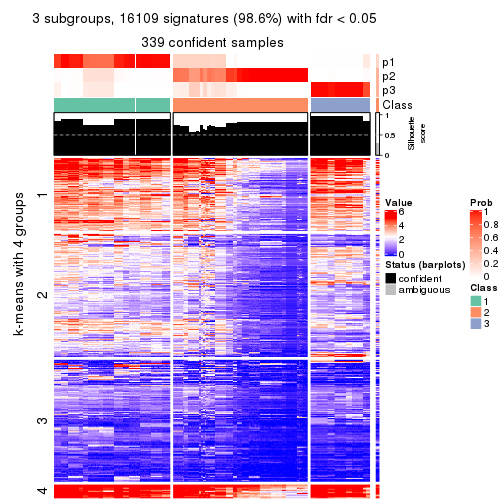 3 subgroups, 16109 signatures (98.6%) with fdr < 0.05
339 confident samples
p1
p2
p3
Class
1
0.5
0
Silhouette
score
k-means with 4 groups
1
2
3
4
Value
6
4
2
0
Status (barplots)
confident
ambiguous
Prob
1
0.8
0.6
0.4
0.2
0
Class
1
2
3